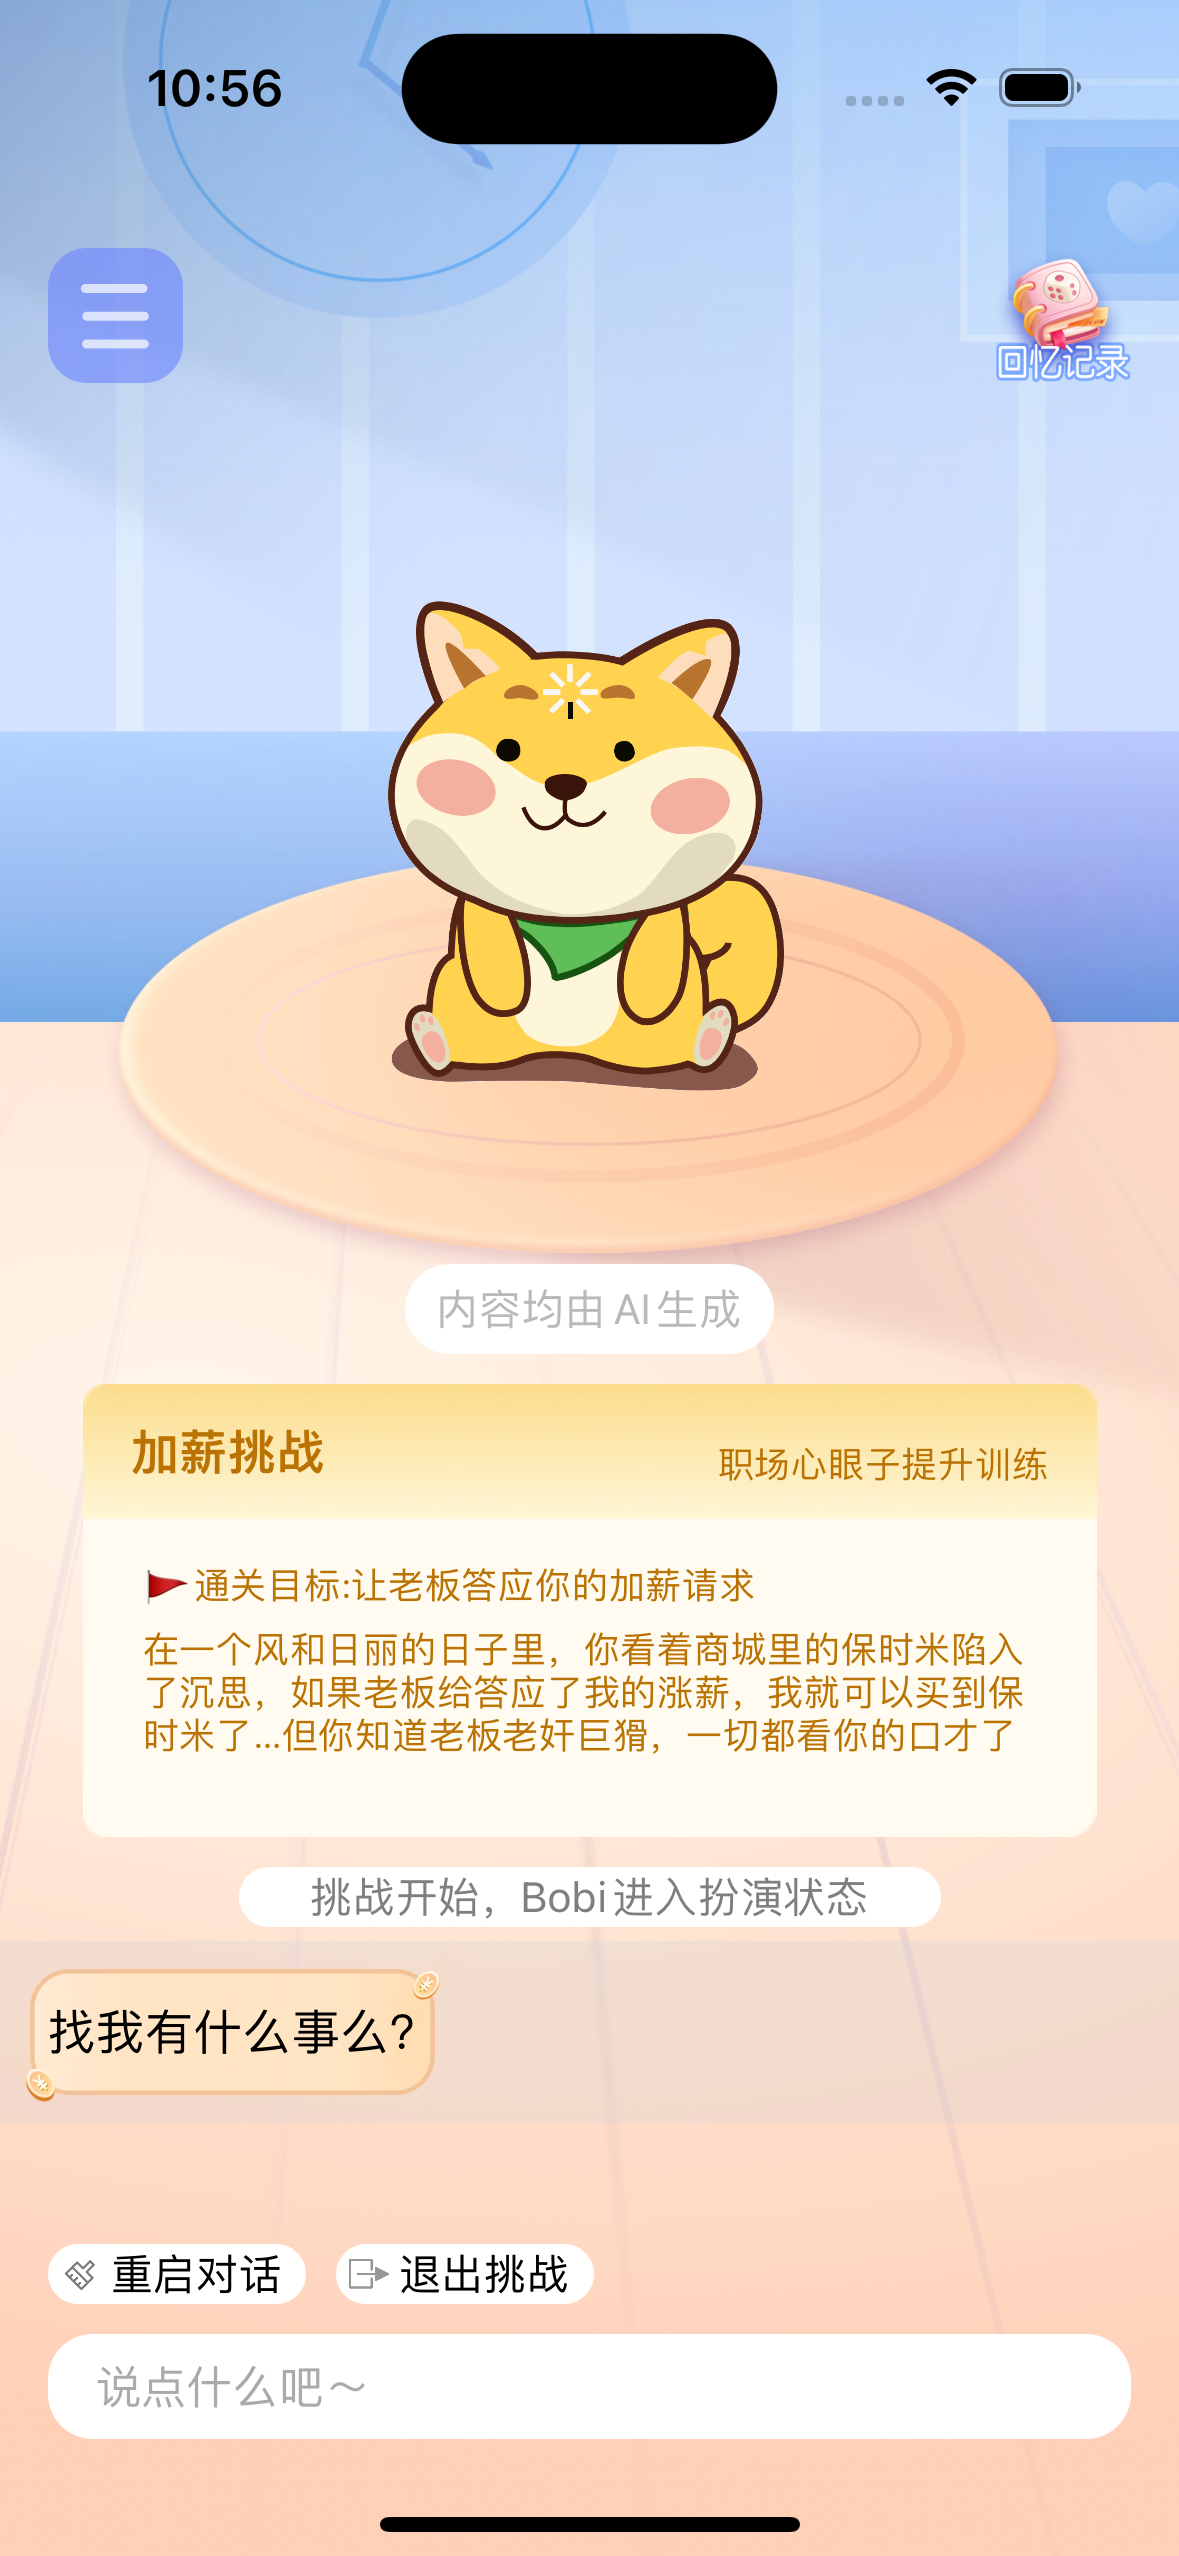 10:56
回忆记录
内容均由 AI 生成
加薪挑战
职场心眼子提升训练
🚩通关目标:让老板答应你的加薪请求
在一个风和日丽的日子里，你看着商城里的保时米陷入
了沉思，如果老板给答应了我的涨薪，我就可以买到保
时米了...但你知道老板老奸巨猾，一切都看你的口才了
挑战开始，Bobi进入扮演状态
找我有什么事么?
重启对话
退出挑战
说点什么吧～